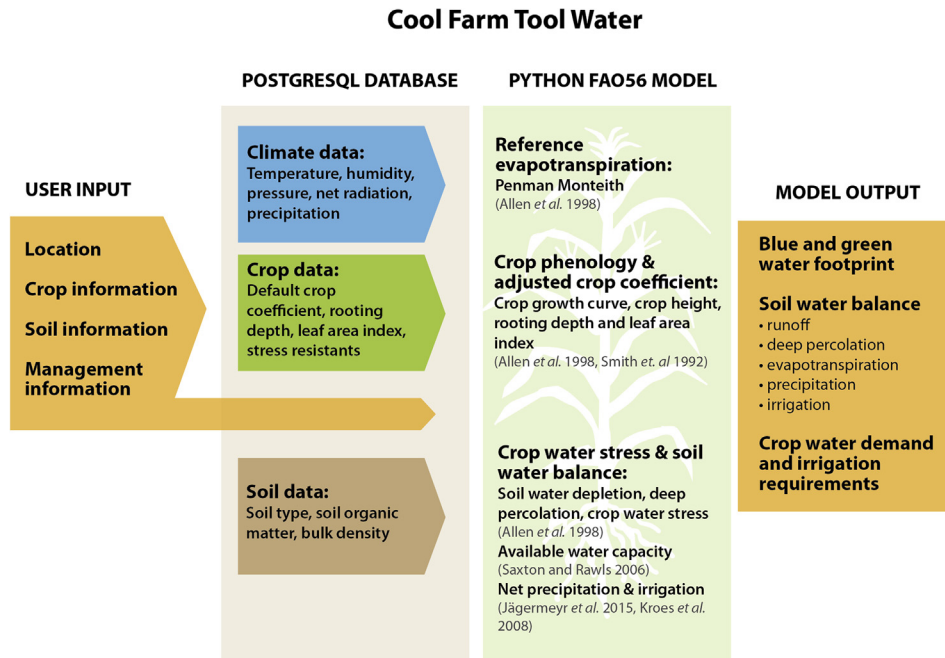 Cool Farm Tool Water
USER INPUT
Location
Crop information
Soil information
Management
information
POSTGRESQL DATABASE
Climate data:
Temperature, humidity,
pressure, net radiation,
precipitation
Crop data:
Default crop
coefficient, rooting
depth, leaf area index,
stress resistants
Soil data:
Soil type, soil organic
matter, bulk density
PYTHON FAO56 MODEL
Reference
evapotranspiration:
Penman Monteith
(Allen et al. 1998)
Crop phenology &
adjusted crop coefficient:
Crop growth curve, crop height,
rooting depth and leaf area
index
(Allen et al. 1998, Smith et. al 1992)
Crop water stress & soil
water balance:
Soil water depletion, deep
percolation, crop water stress
(Allen et al. 1998)
Available water capacity
(Saxton and Rawls 2006)
Net precipitation & irrigation
(Jägermeyr et al. 2015, Kroes et al.
2008)
MODEL OUTPUT
Blue and green
water footprint
Soil water balance
• runoff
• deep percolation
• evapotranspiration
• precipitation
• irrigation
Crop water demand
and irrigation
requirements